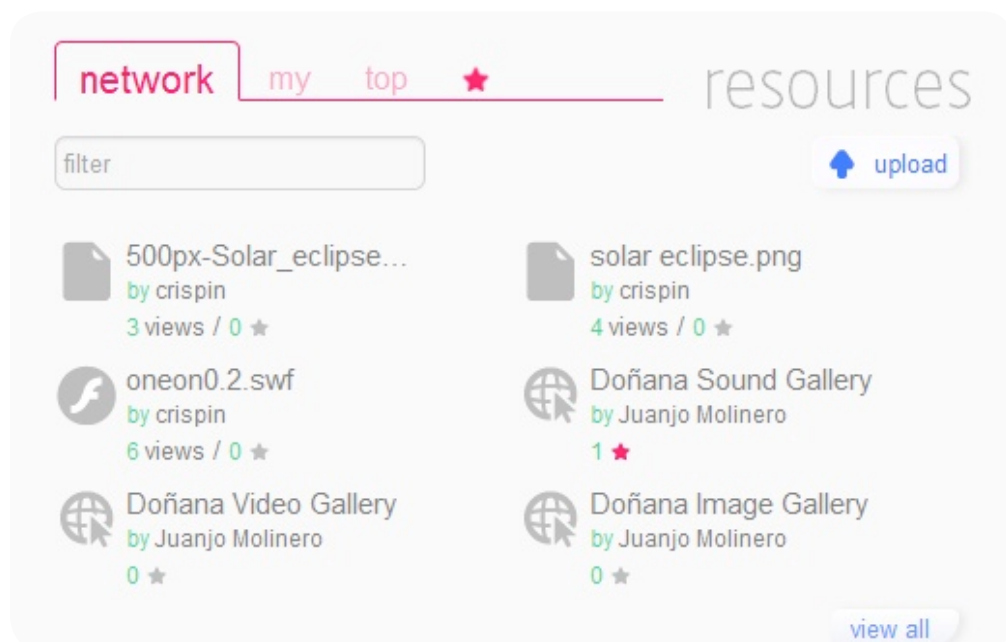 network my top
resources
filter
upload
500px-Solar_eclipse...
by crispin
3 views / 0
solar eclipse.png
by crispin
4 views / 0
oneon0.2.swf
by crispin
6 views / 0
Doñana Sound Gallery
by Juanjo Molinero
1
Doñana Video Gallery
by Juanjo Molinero
0
Doñana Image Gallery
by Juanjo Molinero
0
view all